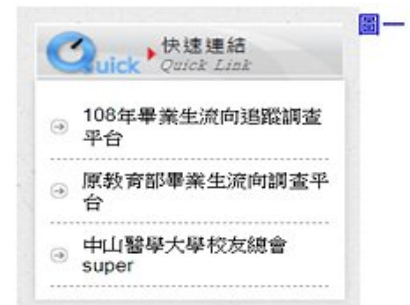 圖一
Quick
快速連結
Quick Link
108年畢業生流向追蹤調查
平台
原教育部畢業生流向調查平
台
中山醫學大學校友總會
super